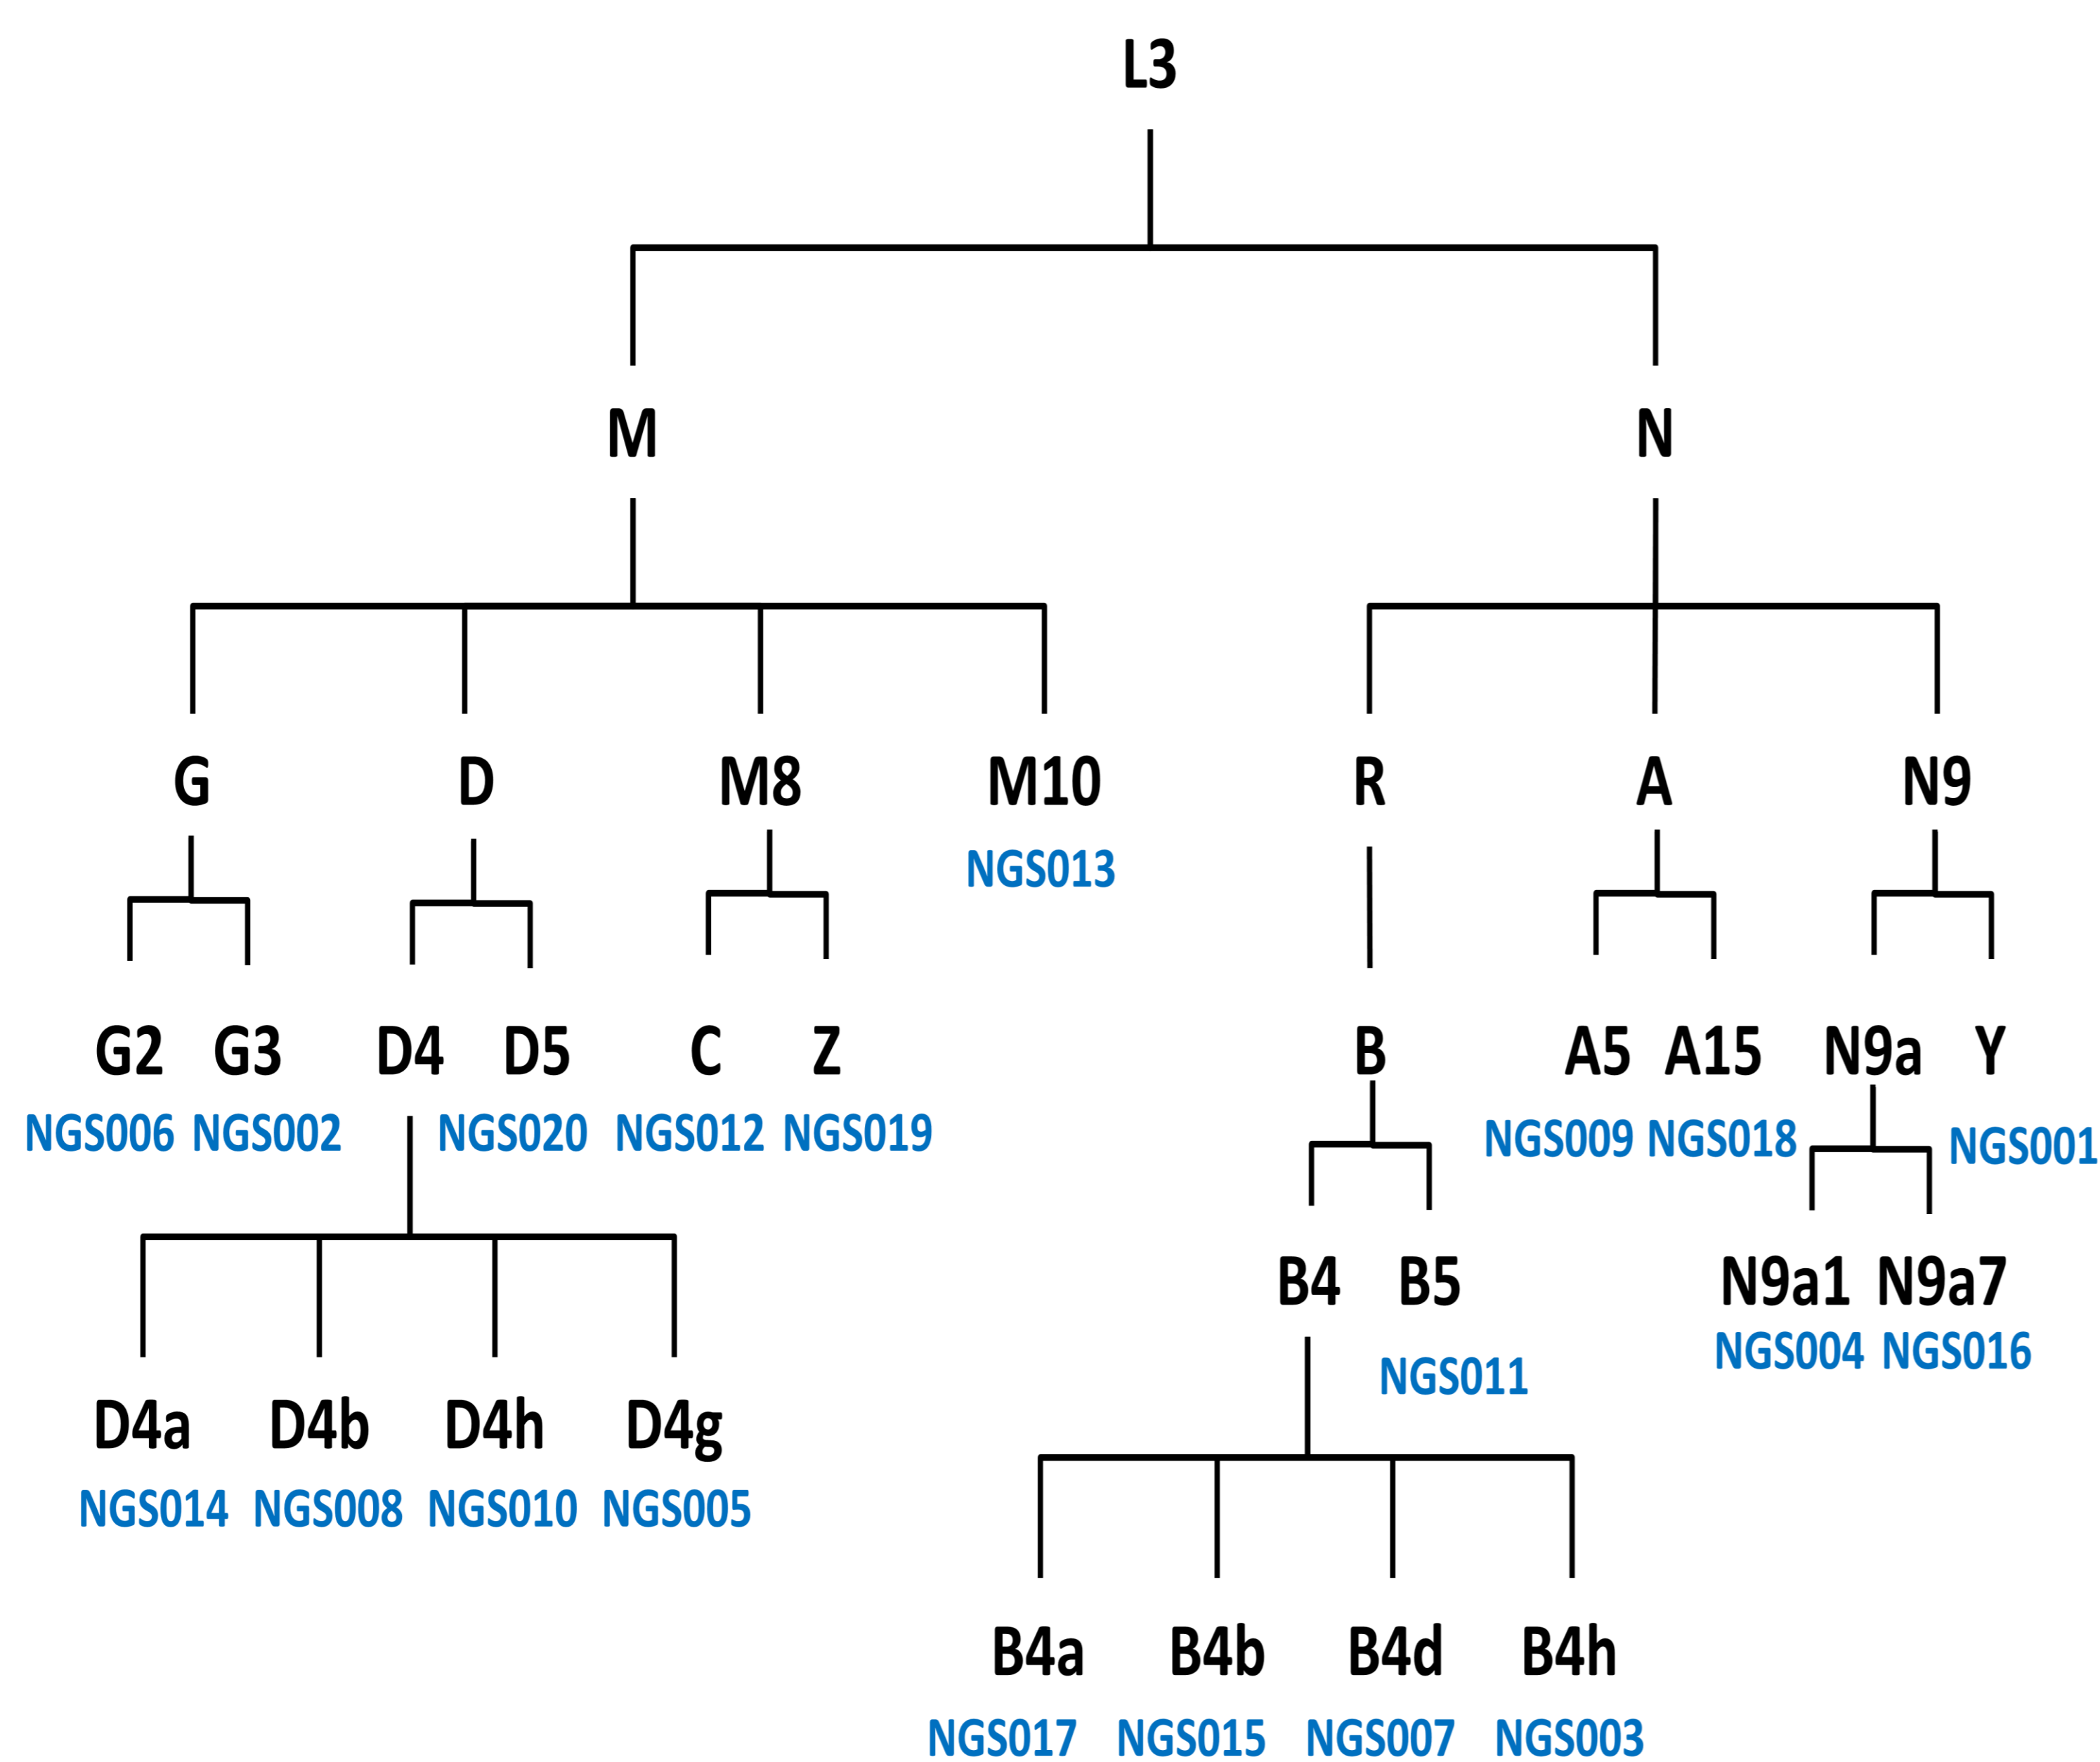 L3
M N
G D M8 M10 R A N9
NGS013
G2 G3 D4 D5 C Z B A5 A15 N9a Y
NGS006 NGS002 NGS020 NGS012 NGS019 NGS009 NGS018 NGS001
B4 B5 N9a1 N9a7
NGS011 NGS004 NGS016
D4a D4b D4h D4g
NGS014 NGS008 NGS010 NGS005
B4a B4b B4d B4h
NGS017 NGS015 NGS007 NGS003